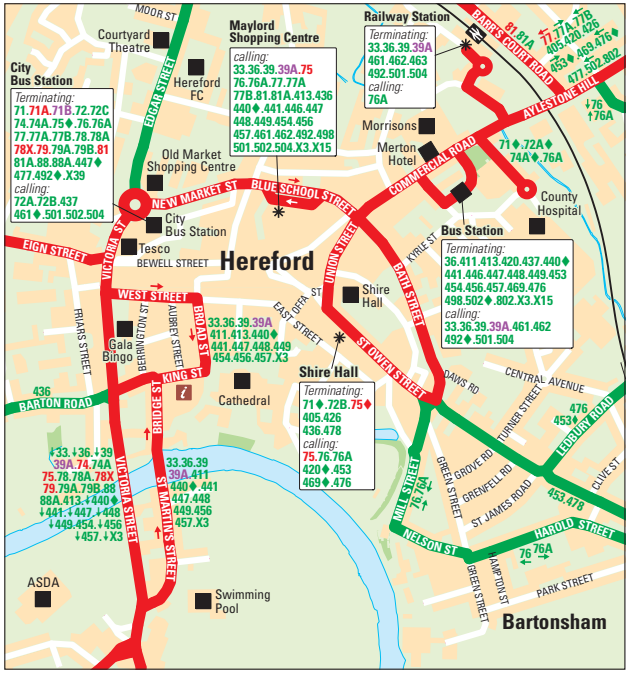 MOOR ST
Courtyard
Theatre
EDGAR STREET
Hereford
FC
Maylord
Shopping Centre
calling:
33.36.39.39A.75
76.76A.77.77A
77B.81.81A.413.436
440♦.441.446.447
448.449.454.456
457.461.462.492.498
501.502.504.X3.X15
Railway Station
Terminating:
33.36.39.39A
461.462.463
492.501.504
calling:
76A
BARR'S COURT ROAD
81.81A
77.77A.77B
405.420.426
453♦.469.476♦
477.502.802
AYLESTONE HILL
↓76
↑76A
City
Bus Station
Terminating:
71.71A.71B.72.72C
74.74A.75♦.76.76A
77.77A.77B.78.78A
78X.79.79A.79B.81
81A.88.88A.447♦
477.492♦.X39
calling:
72A.72B.437
461♦.501.502.504
Old Market
Shopping Centre
NEW MARKET ST
BLUESCHOOL STREET
Morrisons
Merton
Hotel
COMMERCIAL ROAD
71♦.72A♦
74A♦.76A
County
Hospital
City
Bus Station
Tesco
BEWELL STREET
EIGN STREET
VICTORIA ST
Hereford
UNION STREET
KYRLE ST
BATH STREET
Bus Station
Terminating:
36.411.413.420.437.440♦
441.446.447.448.449.453
454.456.457.469.476
498.502♦.802.X3.X15
calling:
33.36.39.39A.461.462
492♦.501.504
WEST STREET
OFFA ST
EAST STREET
Shire
Hall
FRIARS STREET
Gala
Bingo
BERRINGTON ST
AUBREY STREET
BROAD ST
33.36.39.39A
411.413.440♦
441.447.448.449
454.456.457.X3
ST OWEN STREET
KING ST
i
Cathedral
Shire Hall
Terminating:
71♦.72B.75♦
405.426
436.478
calling:
75.76.76A
420♦.453
469♦.476
DAWS RD
CENTRAL AVENUE
TURNER STREET
LEDBURY ROAD
476
453♦
436
BARTON ROAD
BRIDGE ST
↓33.↓36.↓39
39A.74.74A
75.78.78A.78X
79.79A.79B.88
88A.413.↓440♦
↓441.↓447.↓448
↓449.454.↓456
↓457.↓X3
VICTORIA STREET
33.36.39
39A.411
440♦.441
447.448
449.456
457.X3
ST MARTIN'S STREET
MILL STREET
76 76A
GREEN STREET
GROVE RD
GRENFELL RD
ST JAMES ROAD
CLIVE ST
453.478
NELSON ST
HAROLD STREET
76 76A
GREEN STREET
HAMPTON ST
PARK STREET
ASDA
Swimming
Pool
Bartonsham